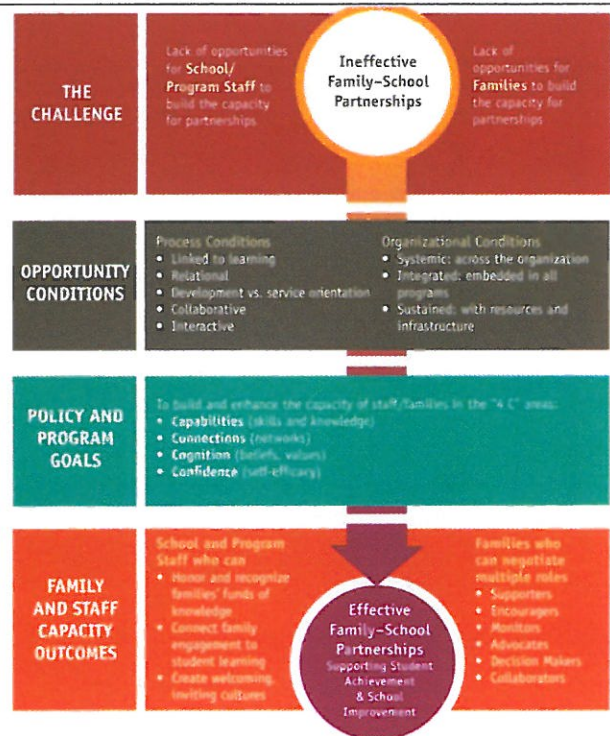 THE
CHALLENGE
Lack of opportunities
for School/
Program Staff to
build the capacity
for partnerships
Ineffective
Family–School
Partnerships
Lack of
opportunities for
Families to build
the capacity for
partnerships
OPPORTUNITY
CONDITIONS
Process Conditions
• Linked to learning
• Relational
• Development vs. service orientation
• Collaborative
• Interactive
Organizational Conditions
• Systemic: across the organization
• Integrated: embedded in all
programs
• Sustained: with resources and
infrastructure
POLICY AND
PROGRAM
GOALS
To build and enhance the capacity of staff/families in the "4 C" areas:
• Capabilities (skills and knowledge)
• Connections (networks)
• Cognition (beliefs, values)
• Confidence (self-efficacy)
FAMILY
AND STAFF
CAPACITY
OUTCOMES
School and Program
Staff who can
• Honor and recognize
families' funds of
knowledge
• Connect family
engagement to
student learning
• Create welcoming,
inviting cultures
Effective
Family–School
Partnerships
Supporting Student
Achievement
& School
Improvement
Families who
can negotiate
multiple roles
• Supporters
• Encouragers
• Monitors
• Advocates
• Decision Makers
• Collaborators